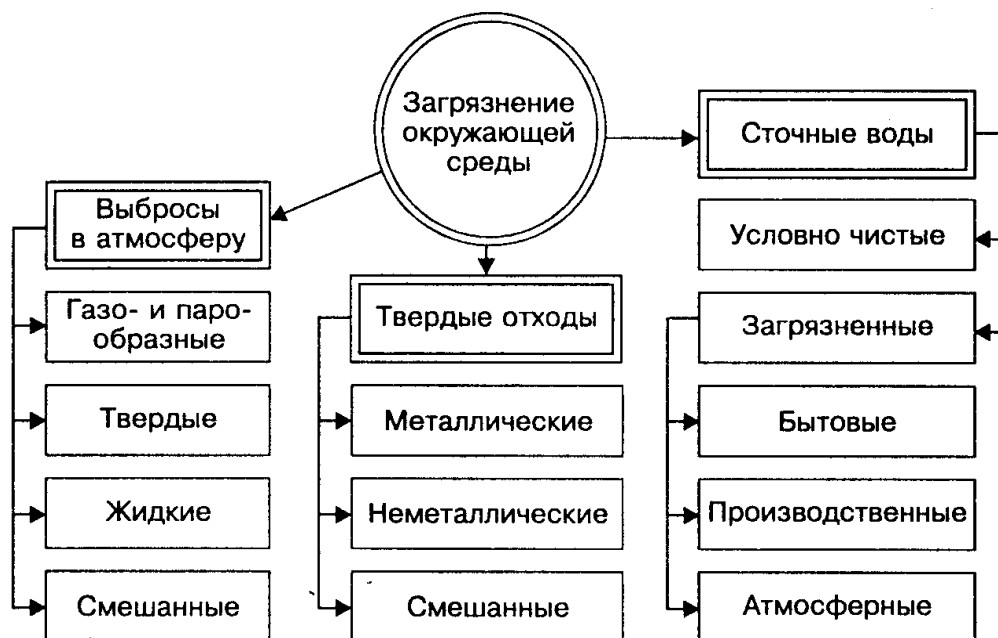 Загрязнение
окружающей
среды
Выбросы
в атмосферу
Газо- и паро-
образные
Твердые
Жидкие
Смешанные
Твердые отходы
Металлические
Неметаллические
Смешанные
Сточные воды
Условно чистые
Загрязненные
Бытовые
Производственные
Атмосферные